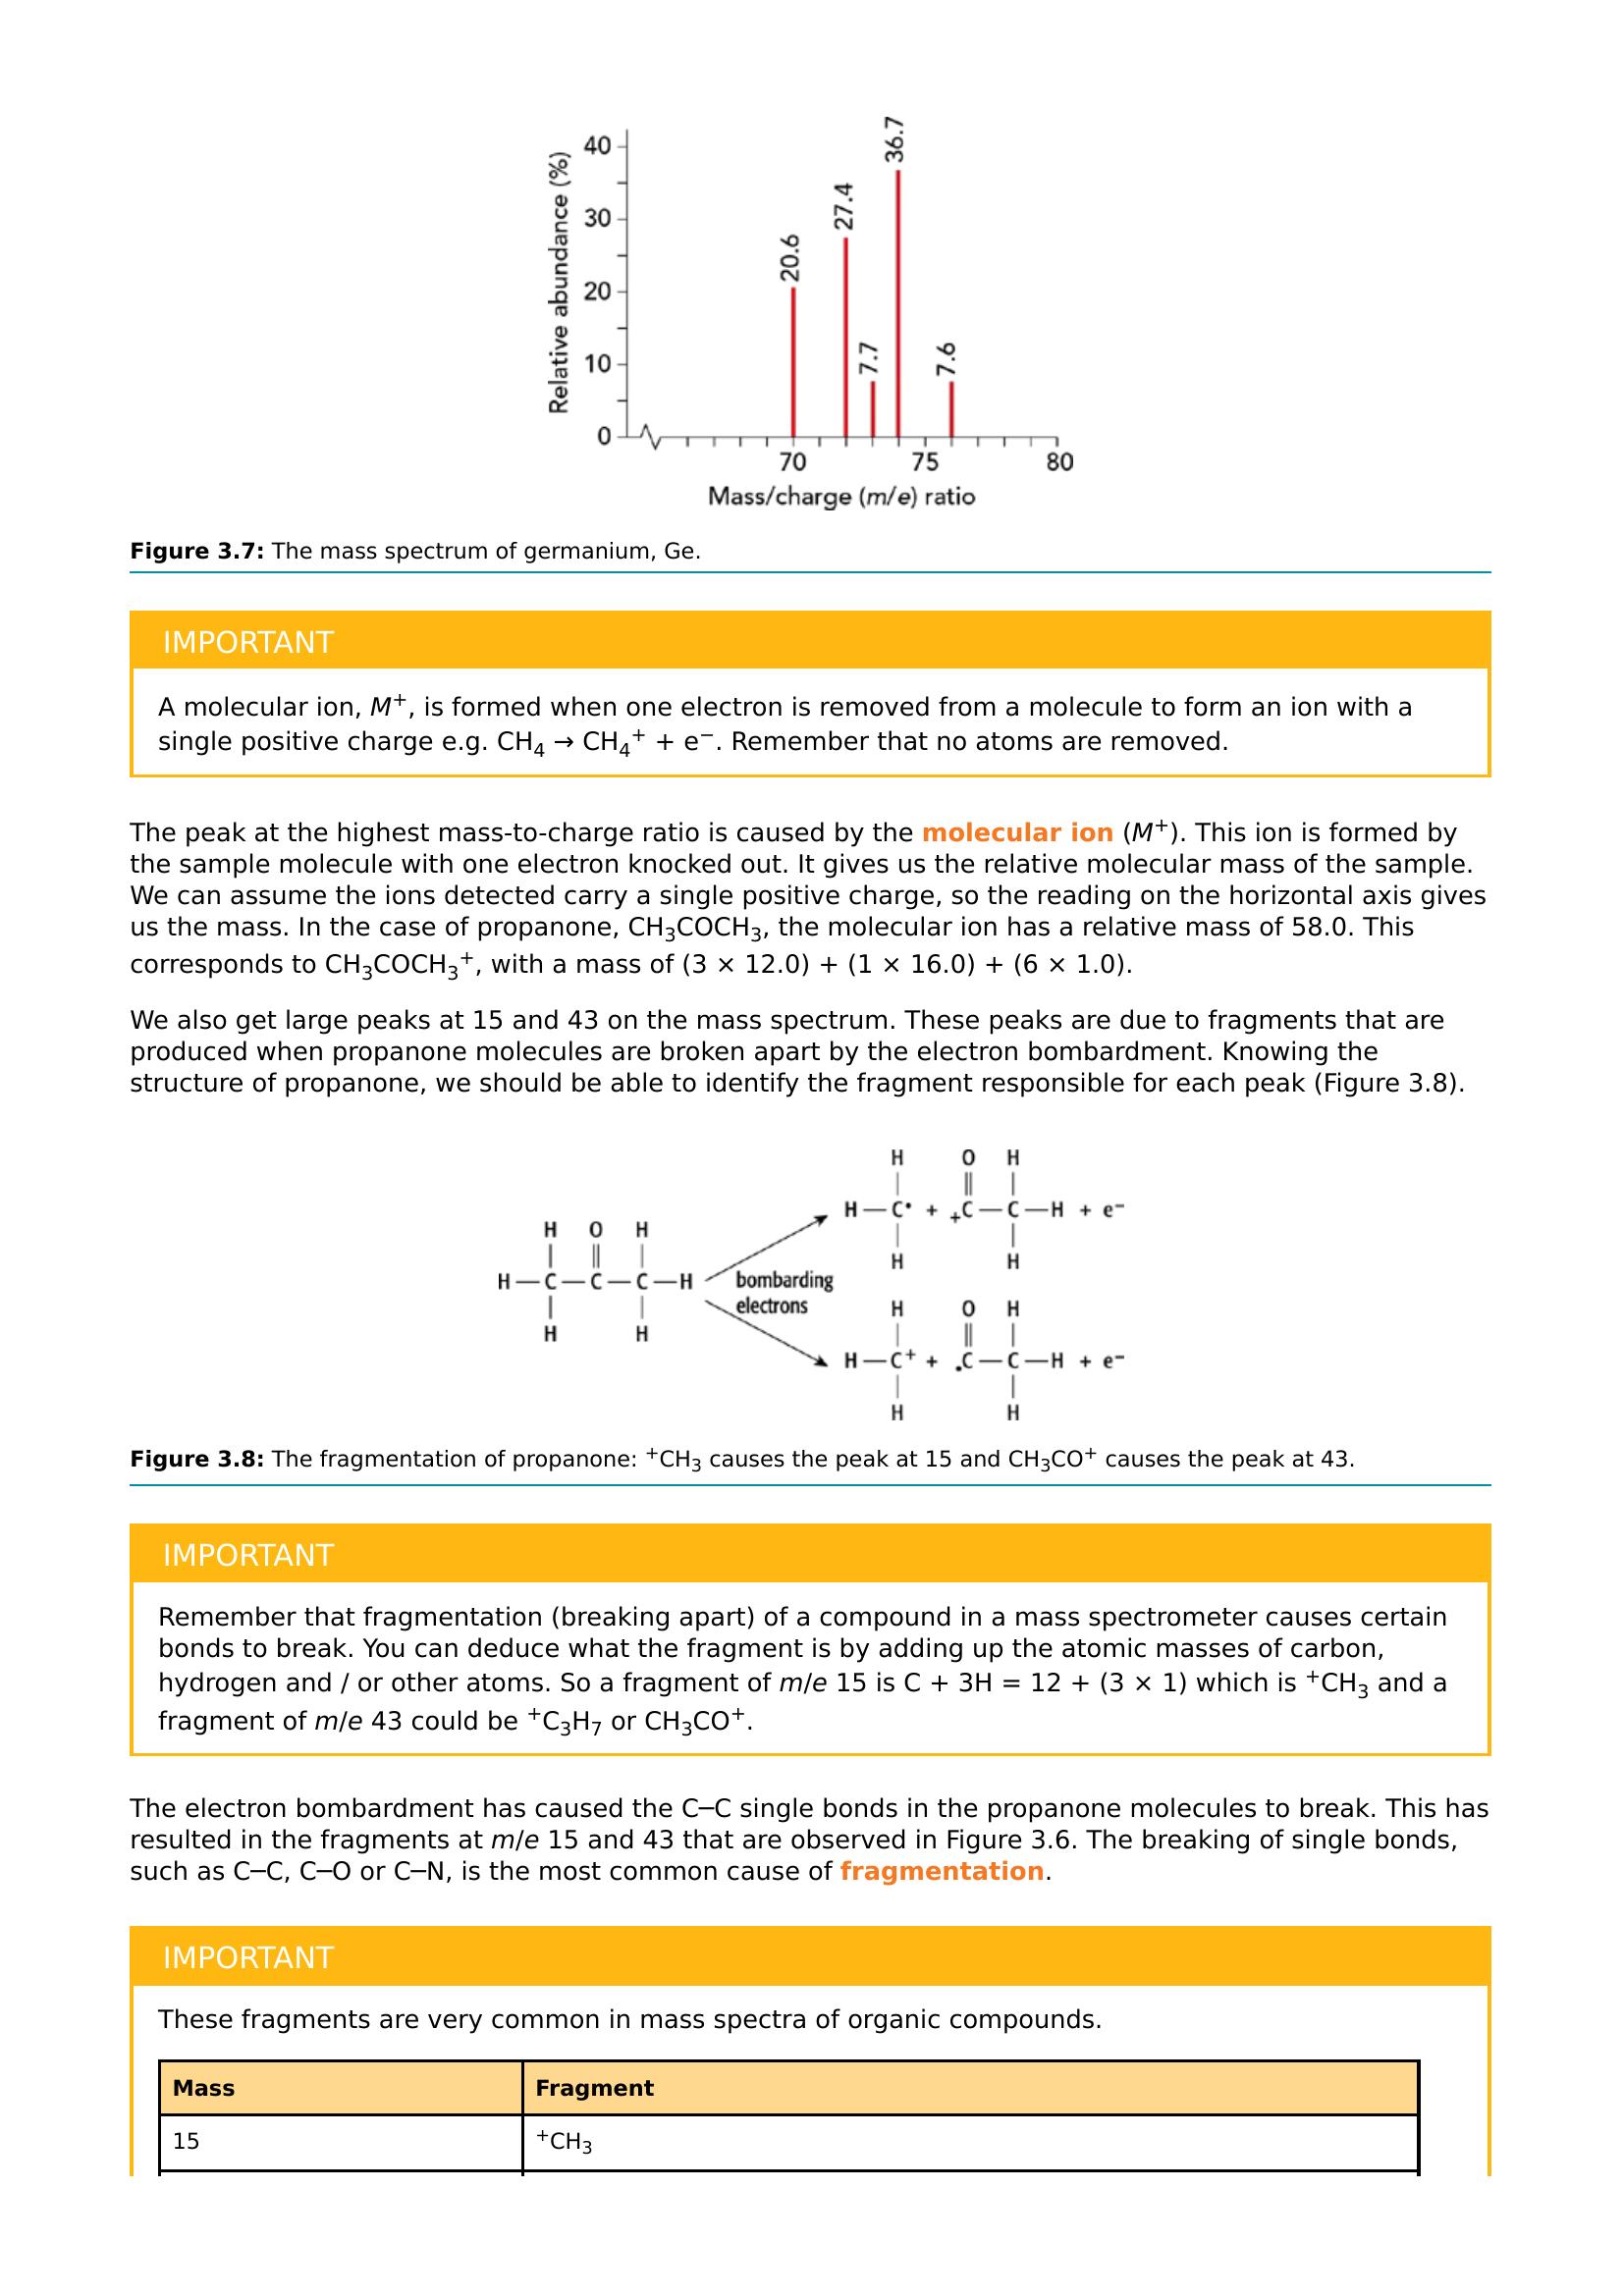 Relative abundance (%)
40
30
20
10
0
20.6
27.4
7.7
36.7
7.6
70 75 80
Mass/charge (m/e) ratio
Figure 3.7: The mass spectrum of germanium, Ge.
IMPORTANT
A molecular ion, M⁺, is formed when one electron is removed from a molecule to form an ion with a
single positive charge e.g. CH₄ → CH₄⁺ + e⁻. Remember that no atoms are removed.
The peak at the highest mass-to-charge ratio is caused by the molecular ion (M⁺). This ion is formed by
the sample molecule with one electron knocked out. It gives us the relative molecular mass of the sample.
We can assume the ions detected carry a single positive charge, so the reading on the horizontal axis gives
us the mass. In the case of propanone, CH₃COCH₃, the molecular ion has a relative mass of 58.0. This
corresponds to CH₃COCH₃⁺, with a mass of (3 × 12.0) + (1 × 16.0) + (6 × 1.0).
We also get large peaks at 15 and 43 on the mass spectrum. These peaks are due to fragments that are
produced when propanone molecules are broken apart by the electron bombardment. Knowing the
structure of propanone, we should be able to identify the fragment responsible for each peak (Figure 3.8).
H O H
H—C—C—C—H
H H
bombarding
electrons
H O H
H—C• + ₊C—C—H + e⁻
H H
H O H
H—C⁺ + .C—C—H + e⁻
H H
Figure 3.8: The fragmentation of propanone: ⁺CH₃ causes the peak at 15 and CH₃CO⁺ causes the peak at 43.
IMPORTANT
Remember that fragmentation (breaking apart) of a compound in a mass spectrometer causes certain
bonds to break. You can deduce what the fragment is by adding up the atomic masses of carbon,
hydrogen and / or other atoms. So a fragment of m/e 15 is C + 3H = 12 + (3 × 1) which is ⁺CH₃ and a
fragment of m/e 43 could be ⁺C₃H₇ or CH₃CO⁺.
The electron bombardment has caused the C─C single bonds in the propanone molecules to break. This has
resulted in the fragments at m/e 15 and 43 that are observed in Figure 3.6. The breaking of single bonds,
such as C─C, C─O or C─N, is the most common cause of fragmentation.
IMPORTANT
These fragments are very common in mass spectra of organic compounds.
Mass Fragment
15 ⁺CH₃